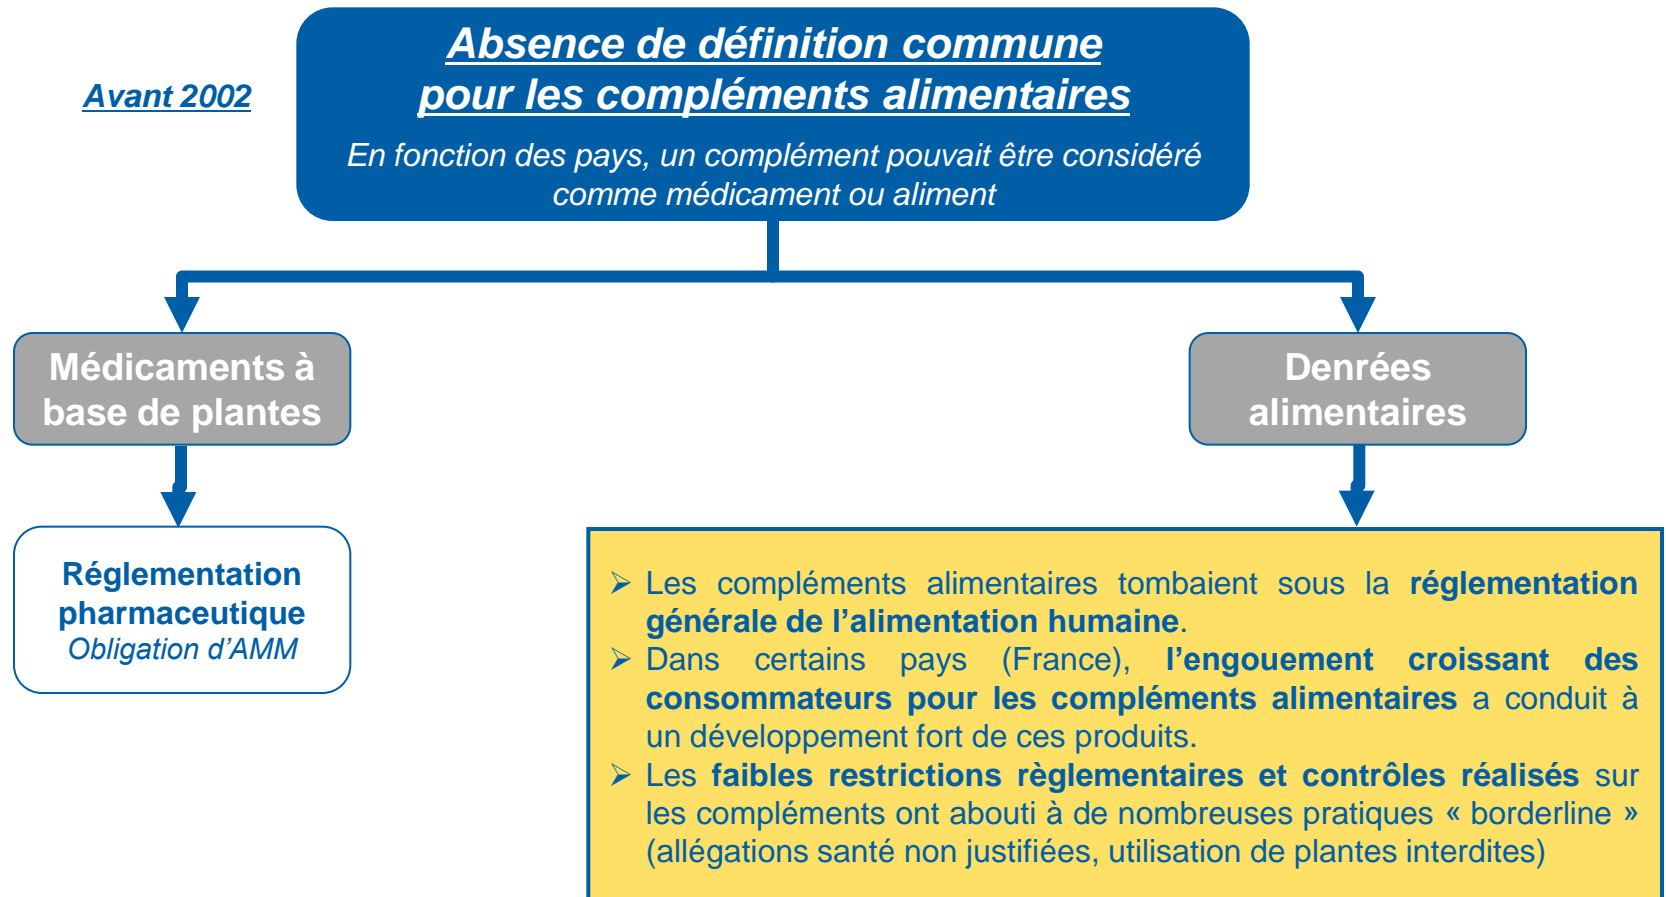 Avant 2002
Absence de définition commune
pour les compléments alimentaires
En fonction des pays, un complément pouvait être considéré
comme médicament ou aliment
Médicaments à
base de plantes
Denrées
alimentaires
Réglementation
pharmaceutique
Obligation d’AMM
➢ Les compléments alimentaires tombaient sous la réglementation
générale de l’alimentation humaine.
➢ Dans certains pays (France), l’engouement croissant des
consommateurs pour les compléments alimentaires a conduit à
un développement fort de ces produits.
➢ Les faibles restrictions règlementaires et contrôles réalisés sur
les compléments ont abouti à de nombreuses pratiques « borderline »
(allégations santé non justifiées, utilisation de plantes interdites)